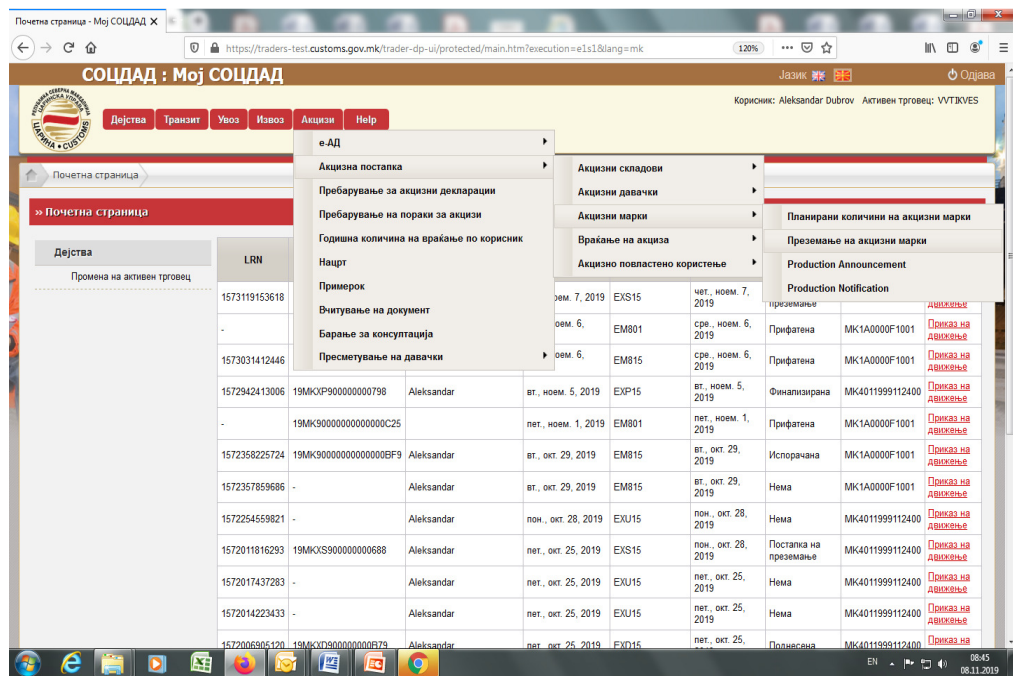 Почетна страница - Мој СОЦДАД
https://traders-test.customs.gov.mk/trader-dp-ui/protected/main.htm?execution=e1s1&lang=mk
120%
СОЦДАД : Мој СОЦДАД
Јазик
Одјава
Корисник: Aleksandar Dubrov Активен трговец: VVTIKVES
Дејства Транзит Увоз Извоз Акцизи Help
е-АД
Акцизна постапка
Пребарување за акцизни декларации
Пребарување на пораки за акцизи
Годишна количина на враќање по корисник
Нацрт
Примерок
Вчитување на документ
Барање за консултација
Пресметување на давачки
Акцизни складови
Акцизни давачки
Акцизни марки
Враќање на акциза
Акцизно повластено користење
Планирани количини на акцизни марки
Преземање на акцизни марки
Production Announcement
Production Notification
Почетна страница
» Почетна страница
Дејства
Промена на активен трговец
LRN
1573119153618 ноем. 7, 2019 EXS15 чет., ноем. 7, 2019 преземање движење
- ноем. 6, EM801 сре., ноем. 6, 2019 Прифатена MK1A0000F1001 Приказ на движење
1573031412446 ноем. 6, EM815 сре., ноем. 6, 2019 Прифатена MK1A0000F1001 Приказ на движење
1572942413006 19MKXP900000000798 Aleksandar вт., ноем. 5, 2019 EXP15 вт., ноем. 5, 2019 Финализирана MK4011999112400 Приказ на движење
- 19MK90000000000000C25 пет., ноем. 1, 2019 EM801 пет., ноем. 1, 2019 Прифатена MK1A0000F1001 Приказ на движење
1572358225724 19MK90000000000000BF9 Aleksandar вт., окт. 29, 2019 EM815 вт., окт. 29, 2019 Испорачана MK1A0000F1001 Приказ на движење
1572357859686 - Aleksandar вт., окт. 29, 2019 EM815 вт., окт. 29, 2019 Нема MK1A0000F1001 Приказ на движење
1572254559821 - Aleksandar пон., окт. 28, 2019 EXU15 пон., окт. 28, 2019 Нема MK4011999112400 Приказ на движење
1572011816293 19MKXS900000000688 Aleksandar пет., окт. 25, 2019 EXS15 пон., окт. 28, 2019 Постапка на преземање MK4011999112400 Приказ на движење
1572017437283 - Aleksandar пет., окт. 25, 2019 EXU15 пет., окт. 25, 2019 Нема MK4011999112400 Приказ на движење
1572014223433 - Aleksandar пет., окт. 25, 2019 EXU15 пет., окт. 25, 2019 Нема MK4011999112400 Приказ на движење
1572006905120 19MKXD900000000B79 Aleksandar пет., окт. 25, 2019 EXD15 пет., окт. 25, Поднесена MK4011999112400 Приказ на
EN
08:45
08.11.2019